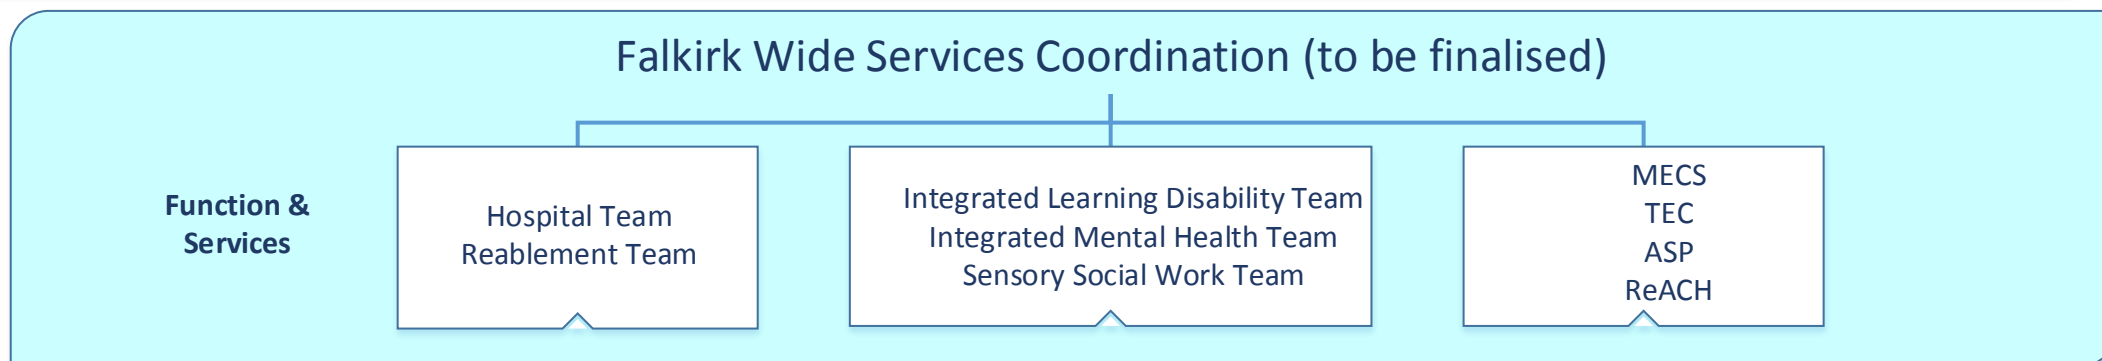 Falkirk Wide Services Coordination (to be finalised)
Function &
Services
Hospital Team
Reablement Team
Integrated Learning Disability Team
Integrated Mental Health Team
Sensory Social Work Team
MECS
TEC
ASP
ReACH